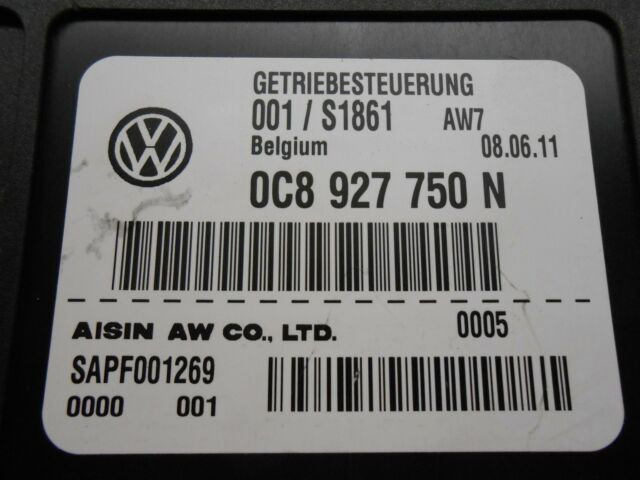 GETRIEBESTEUERUNG
001 / S1861 AW7
Belgium 08.06.11
0C8 927 750 N
AISIN AW CO., LTD. 0005
SAPF001269
0000 001